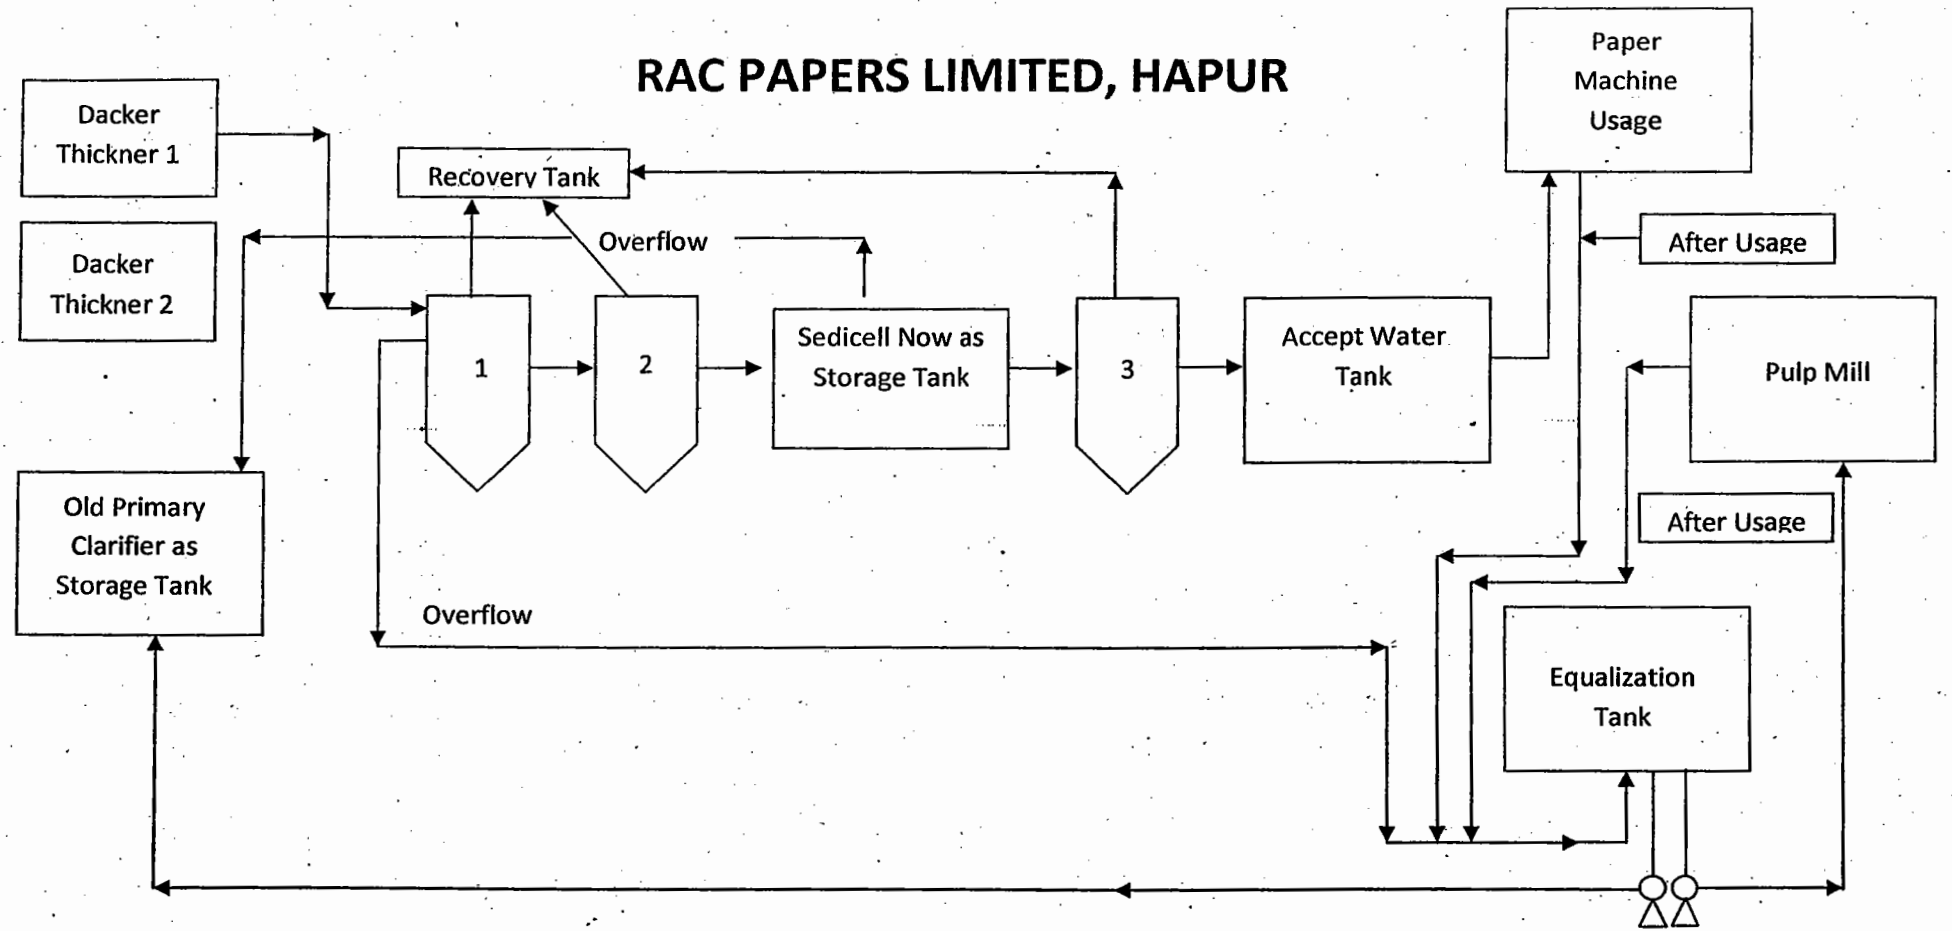 RAC PAPERS LIMITED, HAPUR
Paper
Machine
Usage
Dacker
Thickner 1
Recovery Tank
Dacker
Thickner 2
Overflow
After Usage
1
2
Sedicell Now as
Storage Tank
3
Accept Water
Tank
Pulp Mill
Old Primary
Clarifier as
Storage Tank
After Usage
Overflow
Equalization
Tank